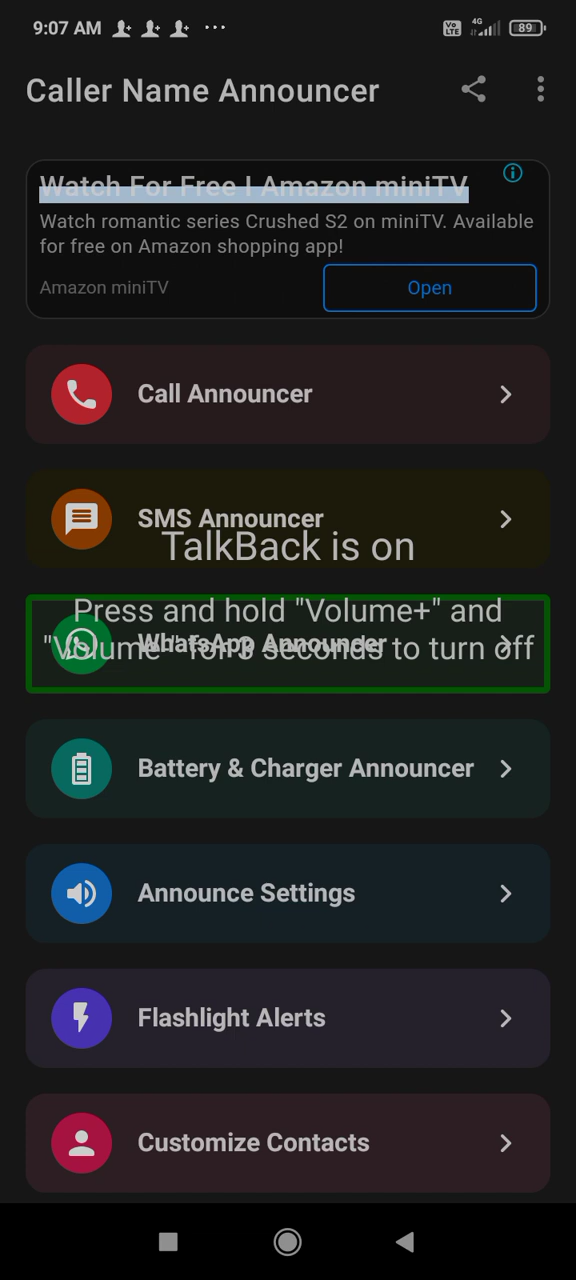 9:07 AM
Vo
LTE
4G
89
Caller Name Announcer
Watch For Free I Amazon miniTV
Watch romantic series Crushed S2 on miniTV. Available
for free on Amazon shopping app!
Amazon miniTV
Open
Call Announcer
SMS Announcer
TalkBack is on
Press and hold "Volume+" and
"Volume-" for 3 seconds to turn off
WhatsApp Announcer
Battery & Charger Announcer
Announce Settings
Flashlight Alerts
Customize Contacts